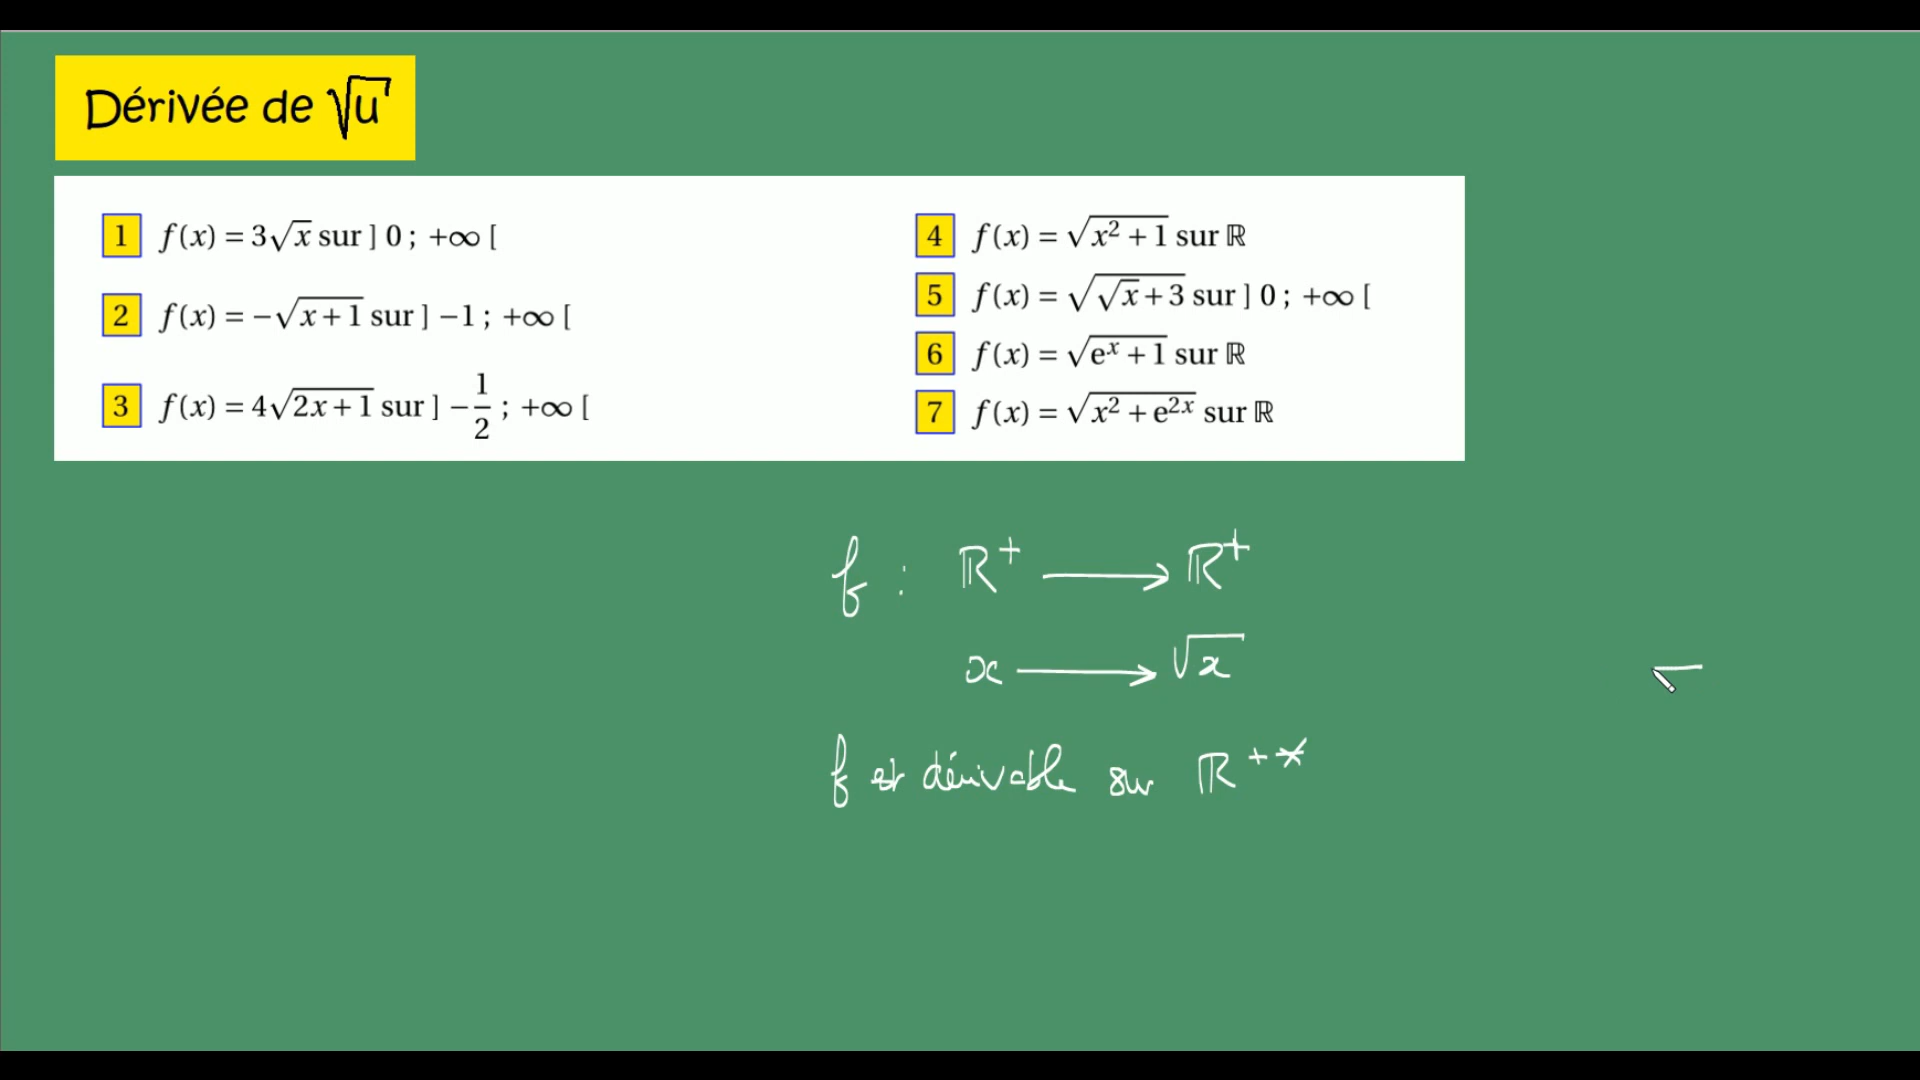 Dérivée de √u
1 f(x) = 3√x sur ] 0 ; +∞ [
2 f(x) = −√(x+1) sur ] −1 ; +∞ [
3 f(x) = 4√(2x+1) sur ] −1/2 ; +∞ [
4 f(x) = √(x² + 1) sur ℝ
5 f(x) = √(√x + 3) sur ] 0 ; +∞ [
6 f(x) = √(eˣ + 1) sur ℝ
7 f(x) = √(x² + e²ˣ) sur ℝ
f : ℝ⁺ ⟶ ℝ⁺
x ⟶ √x
f est dérivable sur ℝ⁺*